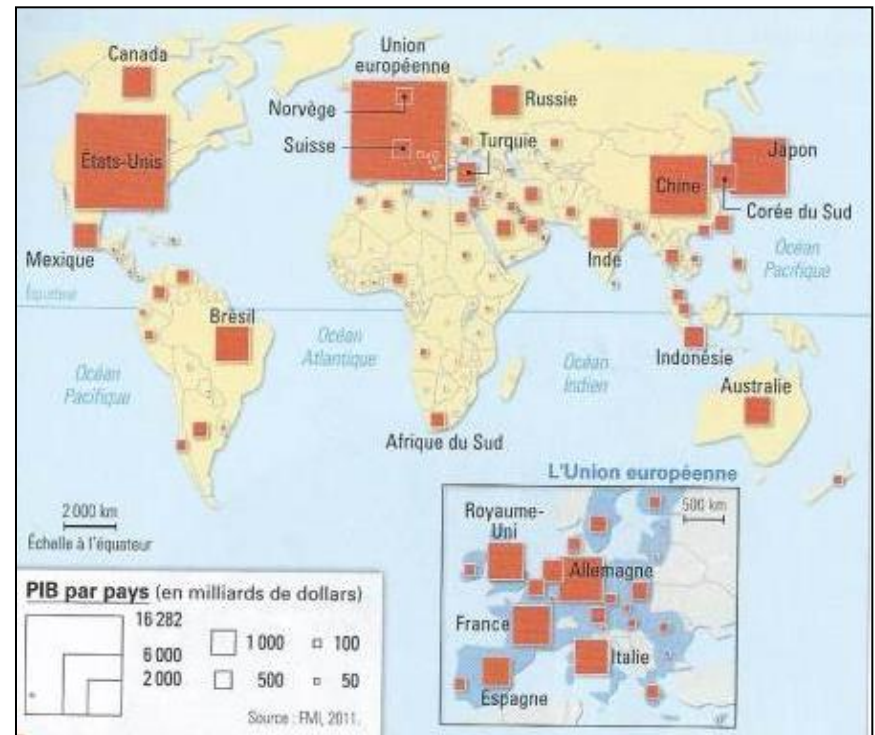 Canada
Union
européenne
Norvège
Russie
Suisse
Turquie
États-Unis
Japon
Chine
Corée du Sud
Mexique
Inde
Océan
Pacifique
Équateur
Brésil
Océan
Atlantique
Océan
Pacifique
Océan
Indien
Indonésie
Australie
Afrique du Sud
L'Union européenne
2 000 km
Échelle à l'équateur
500 km
Royaume-
Uni
Allemagne
France
Italie
Espagne
PIB par pays (en milliards de dollars)
16 282
6 000
2 000
1 000
100
500
50
Source : FMI, 2011.